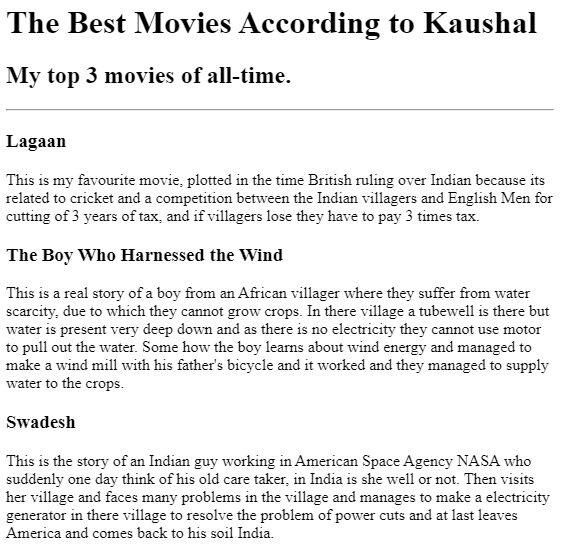 The Best Movies According to Kaushal
My top 3 movies of all-time.
Lagaan
This is my favourite movie, plotted in the time British ruling over Indian because its
related to cricket and a competition between the Indian villagers and English Men for
cutting of 3 years of tax, and if villagers lose they have to pay 3 times tax.
The Boy Who Harnessed the Wind
This is a real story of a boy from an African villager where they suffer from water
scarcity, due to which they cannot grow crops. In there village a tubewell is there but
water is present very deep down and as there is no electricity they cannot use motor
to pull out the water. Some how the boy learns about wind energy and managed to
make a wind mill with his father's bicycle and it worked and they managed to supply
water to the crops.
Swadesh
This is the story of an Indian guy working in American Space Agency NASA who
suddenly one day think of his old care taker, in India is she well or not. Then visits
her village and faces many problems in the village and manages to make a electricity
generator in there village to resolve the problem of power cuts and at last leaves
America and comes back to his soil India.